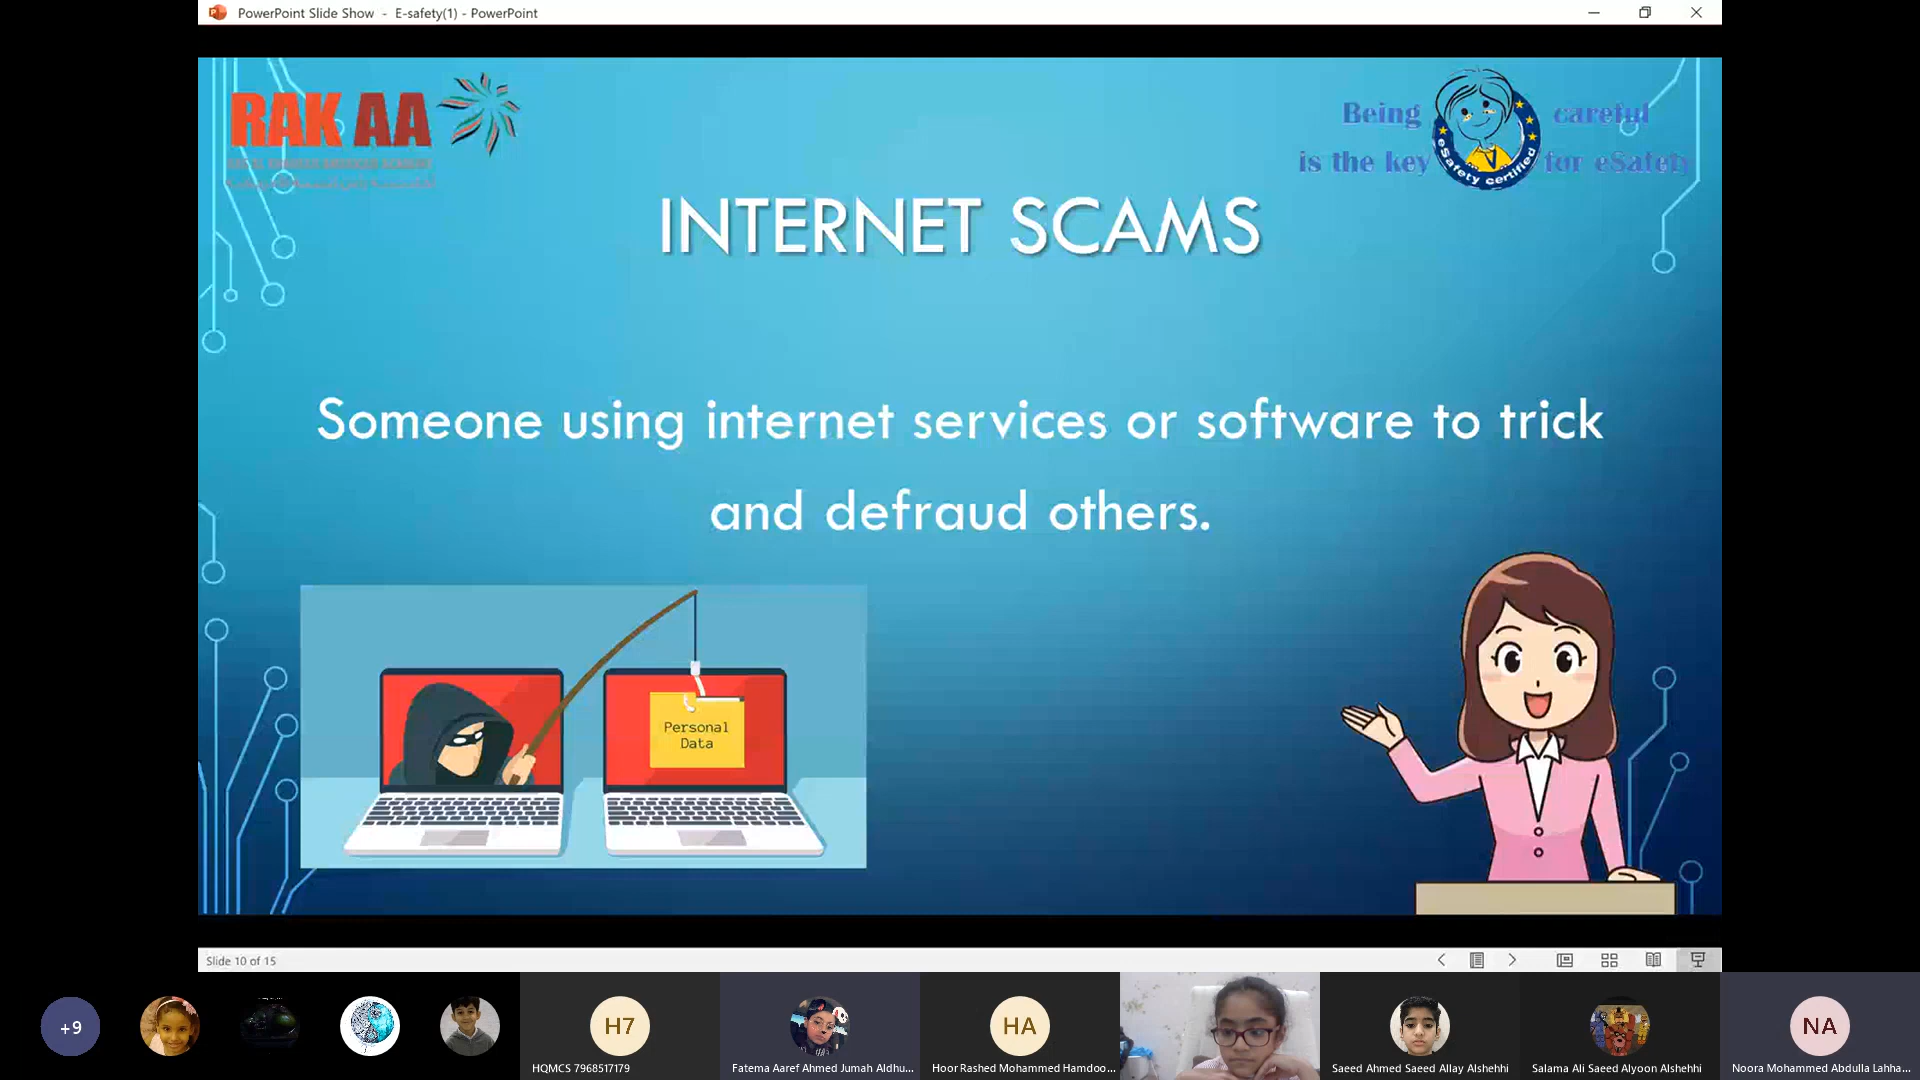 PowerPoint Slide Show - E-safety(1) - PowerPoint
RAK AA
Being careful
is the key for eSafety
eSafety certified
INTERNET SCAMS
Someone using internet services or software to trick
and defraud others.
Personal
Data
Slide 10 of 15
+9
H7
HA
NA
HQMCS 7968517179
Fatema Aaref Ahmed Jumah Aldhu...
Hoor Rashed Mohammed Hamdoo...
Saeed Ahmed Saeed Allay Alshehhi
Salama Ali Saeed Alyoon Alshehhi
Noora Mohammed Abdulla Lahha...